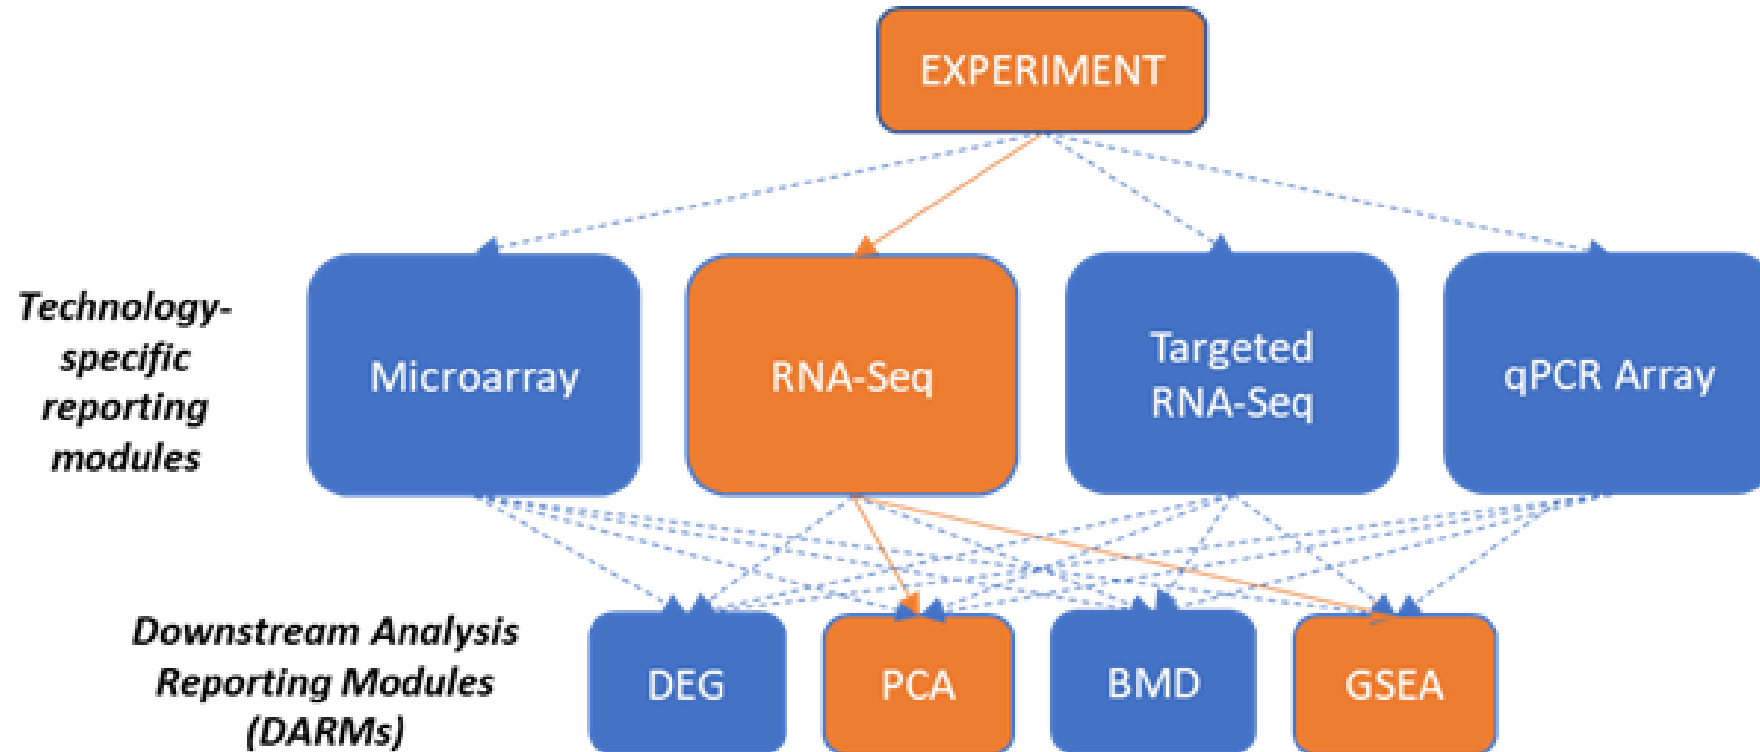 EXPERIMENT
Technology-
specific
reporting
modules
Microarray
RNA-Seq
Targeted
RNA-Seq
qPCR Array
Downstream Analysis
Reporting Modules
(DARMs)
DEG
PCA
BMD
GSEA